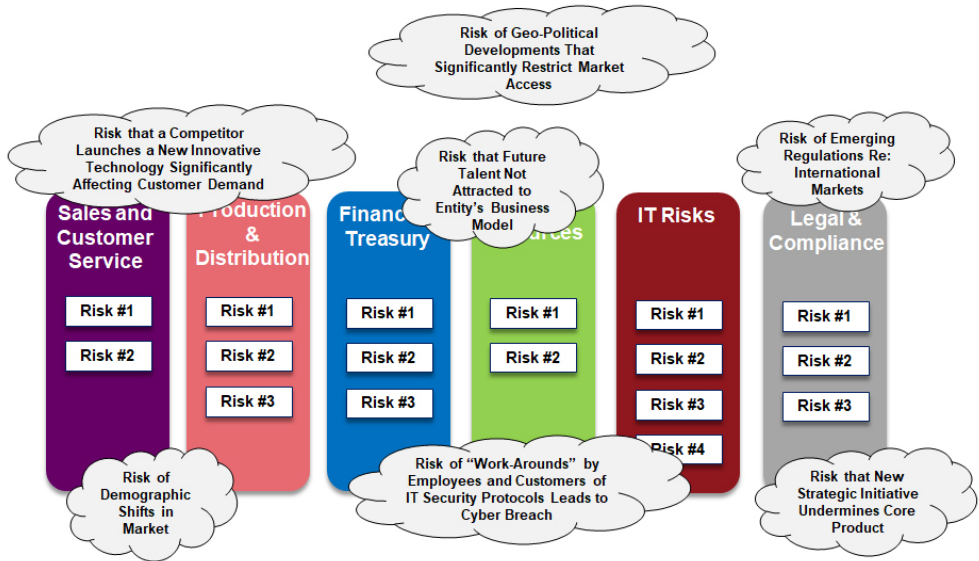 Risk of Geo-Political
Developments That
Significantly Restrict Market
Access
Risk that a Competitor
Launches a New Innovative
Technology Significantly
Affecting Customer Demand
Risk that Future
Talent Not
Attracted to
Entity's Business
Model
Risk of Emerging
Regulations Re:
International
Markets
Sales and
Customer
Service
Production
&
Distribution
Treasury
IT Risks
Legal &
Compliance
Risk #1
Risk #2
Risk #1
Risk #2
Risk #3
Risk #1
Risk #2
Risk #3
Risk #1
Risk #2
Risk #1
Risk #2
Risk #3
Risk #4
Risk #1
Risk #2
Risk #3
Risk of
Demographic
Shifts in
Market
Risk of “Work-Arounds” by
Employees and Customers of
IT Security Protocols Leads to
Cyber Breach
Risk that New
Strategic Initiative
Undermines Core
Product